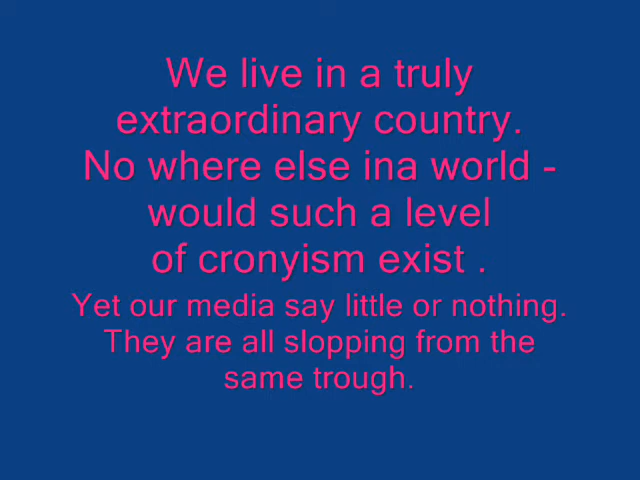 We live in a truly
extraordinary country.
No where else ina world -
would such a level
of cronyism exist .
Yet our media say little or nothing.
They are all slopping from the
same trough.